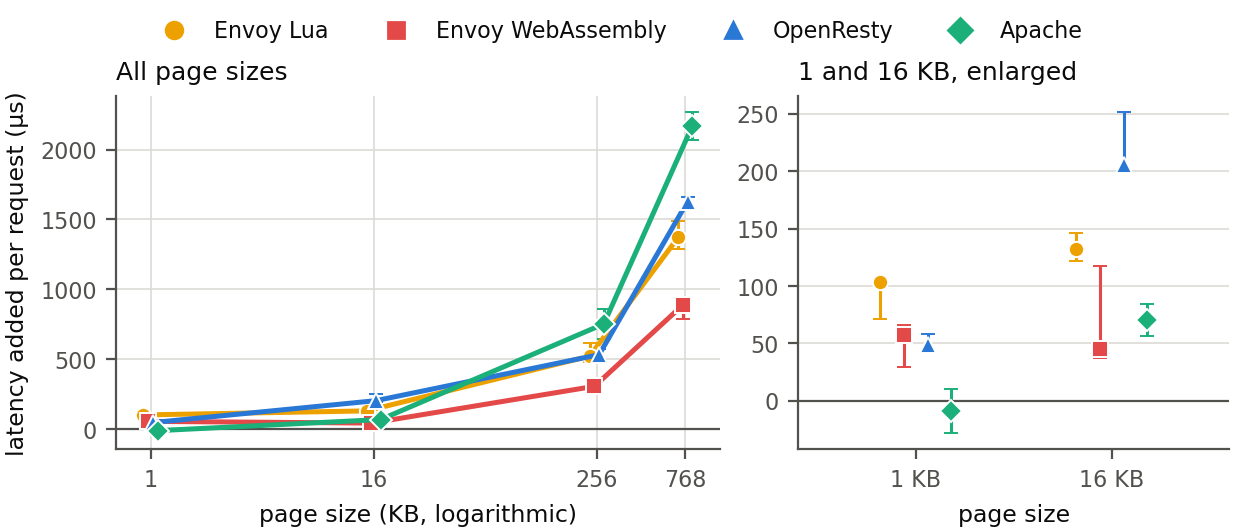 Envoy Lua Envoy WebAssembly OpenResty Apache
All page sizes
latency added per request (µs)
2000
1500
1000
500
0
1 16 256 768
page size (KB, logarithmic)
1 and 16 KB, enlarged
250
200
150
100
50
0
1 KB 16 KB
page size